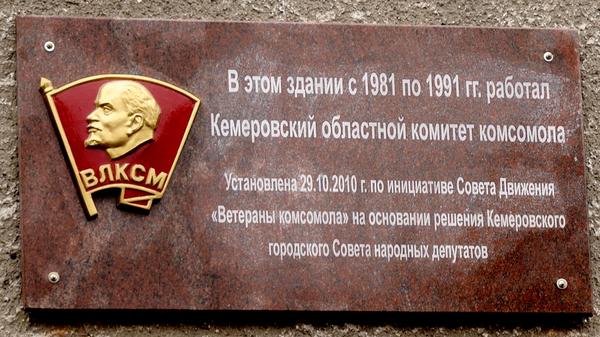 ВЛКСМ
В этом здании с 1981 по 1991 гг. работал
Кемеровский областной комитет комсомола
Установлена 29.10.2010 г. по инициативе Совета Движения
«Ветераны комсомола» на основании решения Кемеровского
городского Совета народных депутатов